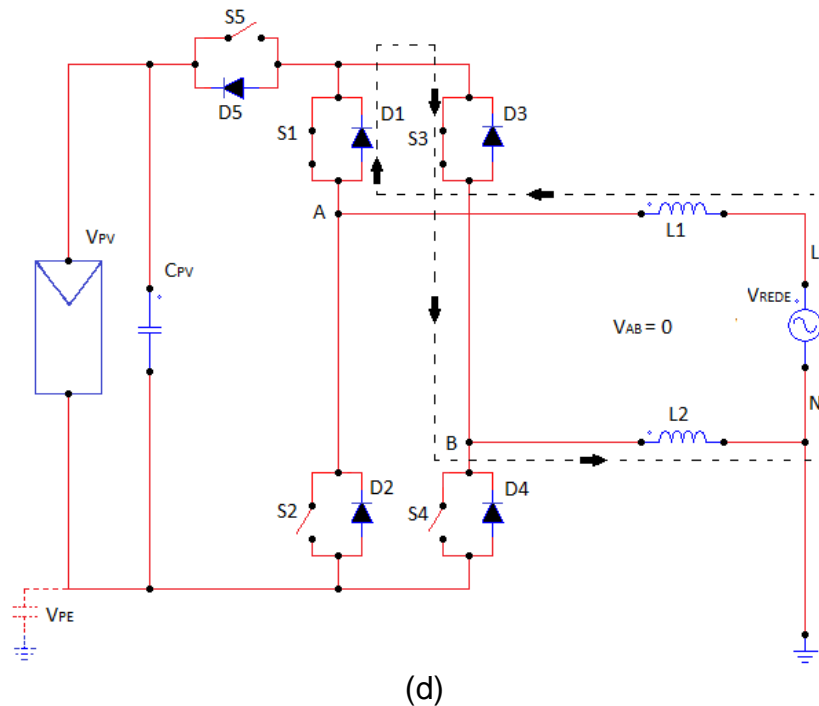 S5
D5
S1
D1
S3
D3
A
L1
L
VPV
CPV
VREDE
VAB = 0
N
L2
B
S2
D2
S4
D4
VPE
(d)